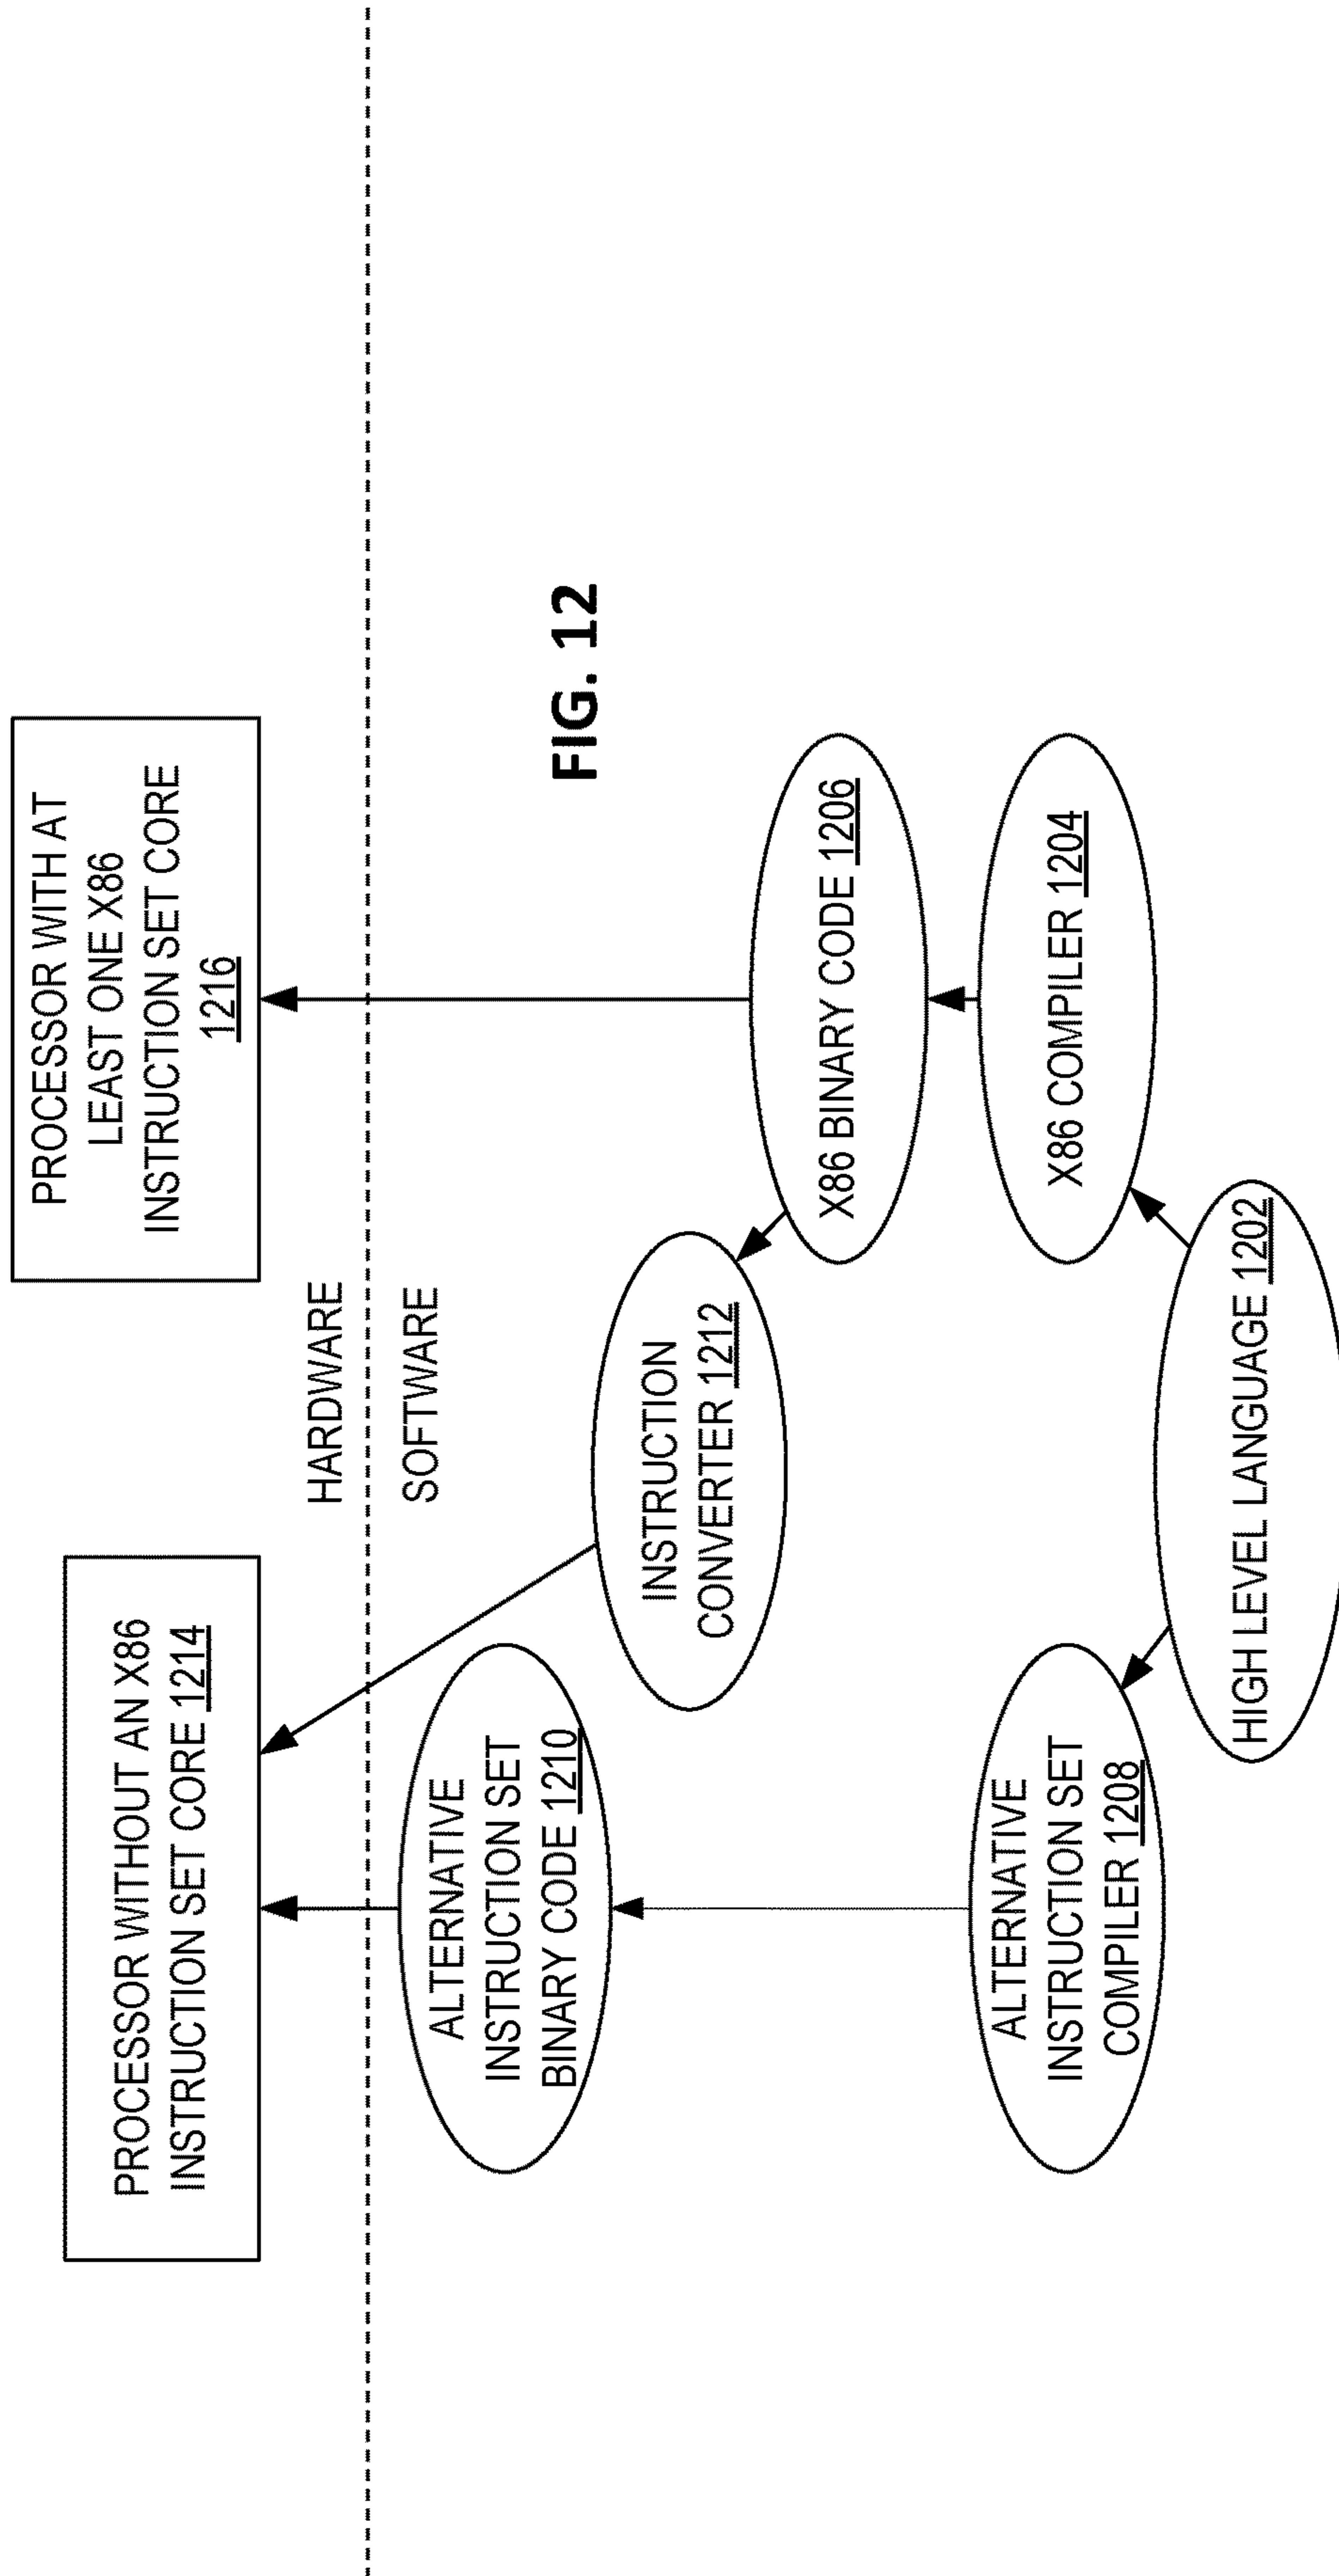 PROCESSOR WITHOUT AN X86
INSTRUCTION SET CORE 1214
PROCESSOR WITH AT
LEAST ONE X86
INSTRUCTION SET CORE
1216
HARDWARE
SOFTWARE
ALTERNATIVE
INSTRUCTION SET
BINARY CODE 1210
INSTRUCTION
CONVERTER 1212
FIG. 12
X86 BINARY CODE 1206
ALTERNATIVE
INSTRUCTION SET
COMPILER 1208
X86 COMPILER 1204
HIGH LEVEL LANGUAGE 1202